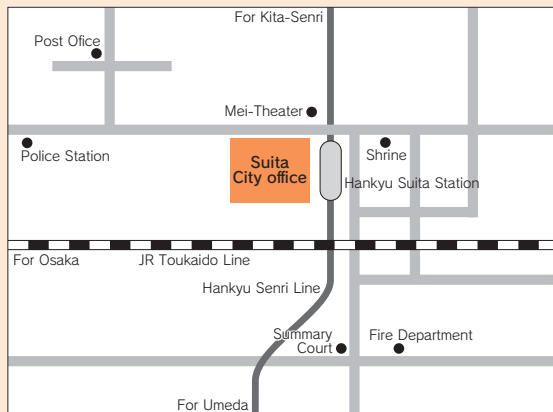 For Kita-Senri
Post Ofice
Mei-Theater
Police Station
Suita
City office
Shrine
Hankyu Suita Station
For Osaka
JR Toukaido Line
Hankyu Senri Line
Summary
Court
Fire Department
For Umeda